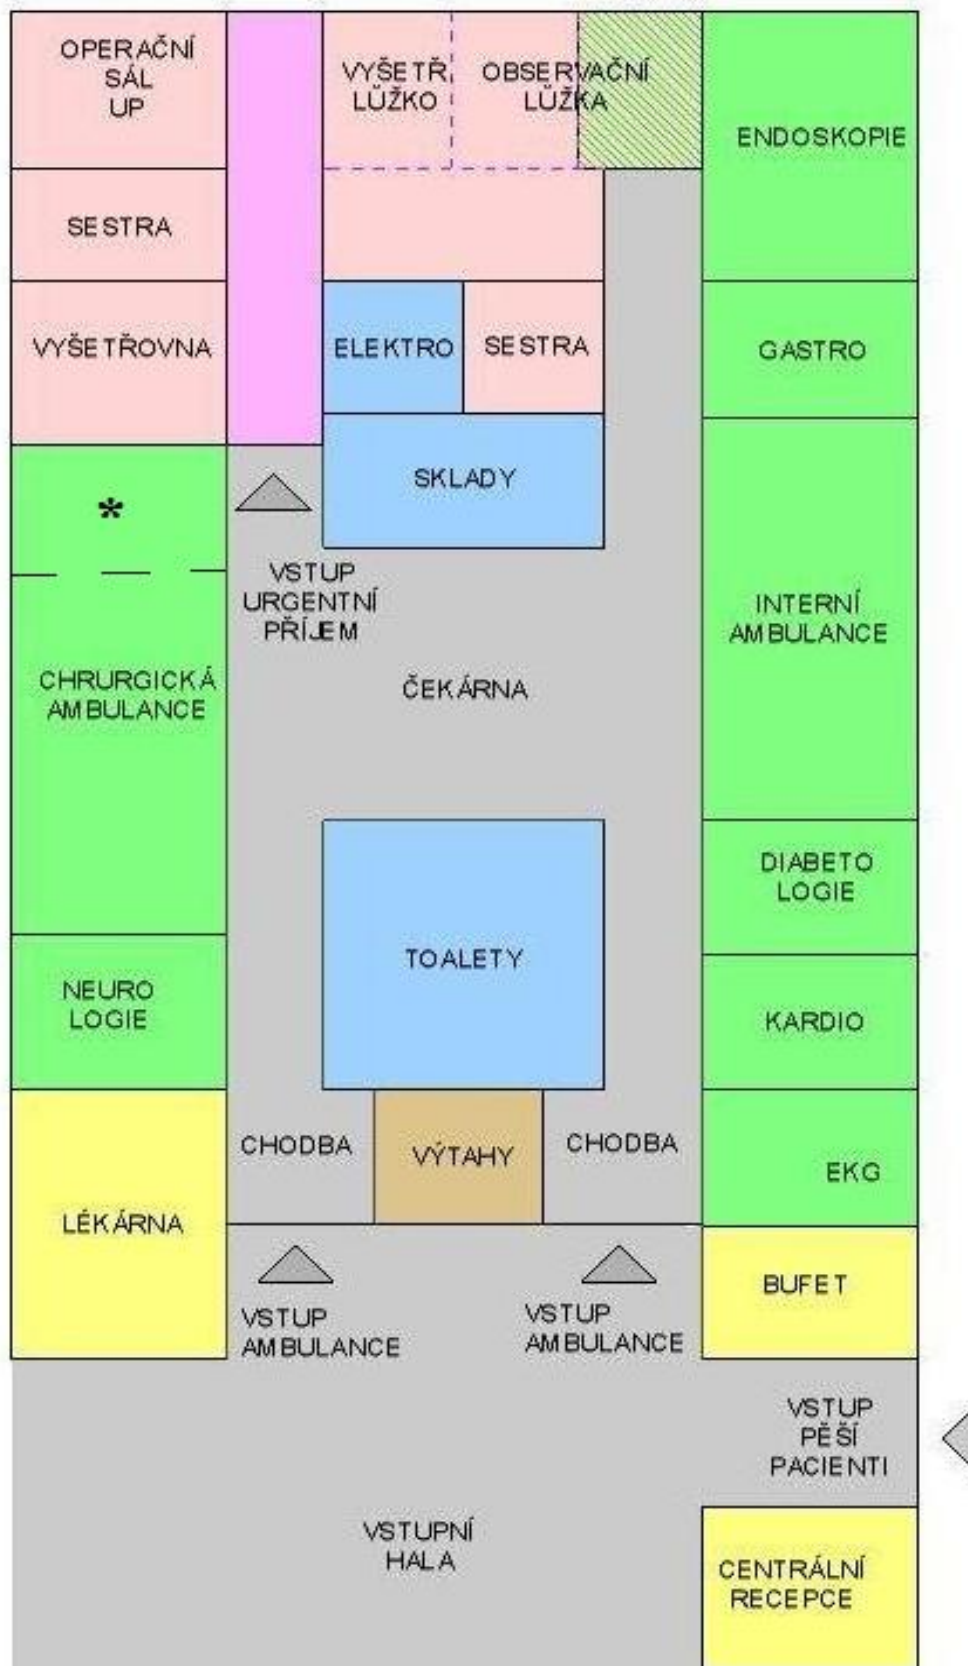 OPERAČNÍ
SÁL
UP
VYŠETŘ.
LŮŽKO
OBSERVAČNÍ
LŮŽKA
ENDOSKOPIE
SESTRA
VYŠETŘOVNA
ELEKTRO
SESTRA
GASTRO
SKLADY
*
VSTUP
URGENTNÍ
PŘÍJEM
INTERNÍ
AMBULANCE
CHRURGICKÁ
AMBULANCE
ČEKÁRNA
DIABETO
LOGIE
TOALETY
NEURO
LOGIE
KARDIO
CHODBA
VÝTAHY
CHODBA
EKG
LÉKÁRNA
BUFET
VSTUP
AMBULANCE
VSTUP
AMBULANCE
VSTUP
PĚŠÍ
PACIENTI
VSTUPNÍ
HALA
CENTRÁLNÍ
RECEPCE